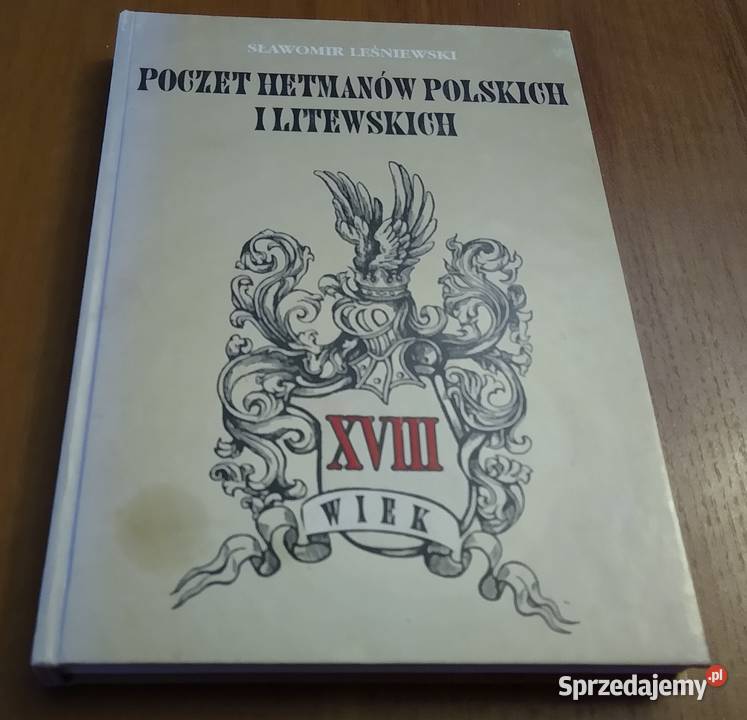 SŁAWOMIR LEŚNIEWSKI
POCZET HETMANÓW POLSKICH
I LITEWSKICH
XVIII
WIEK
Sprzedajemy.pl